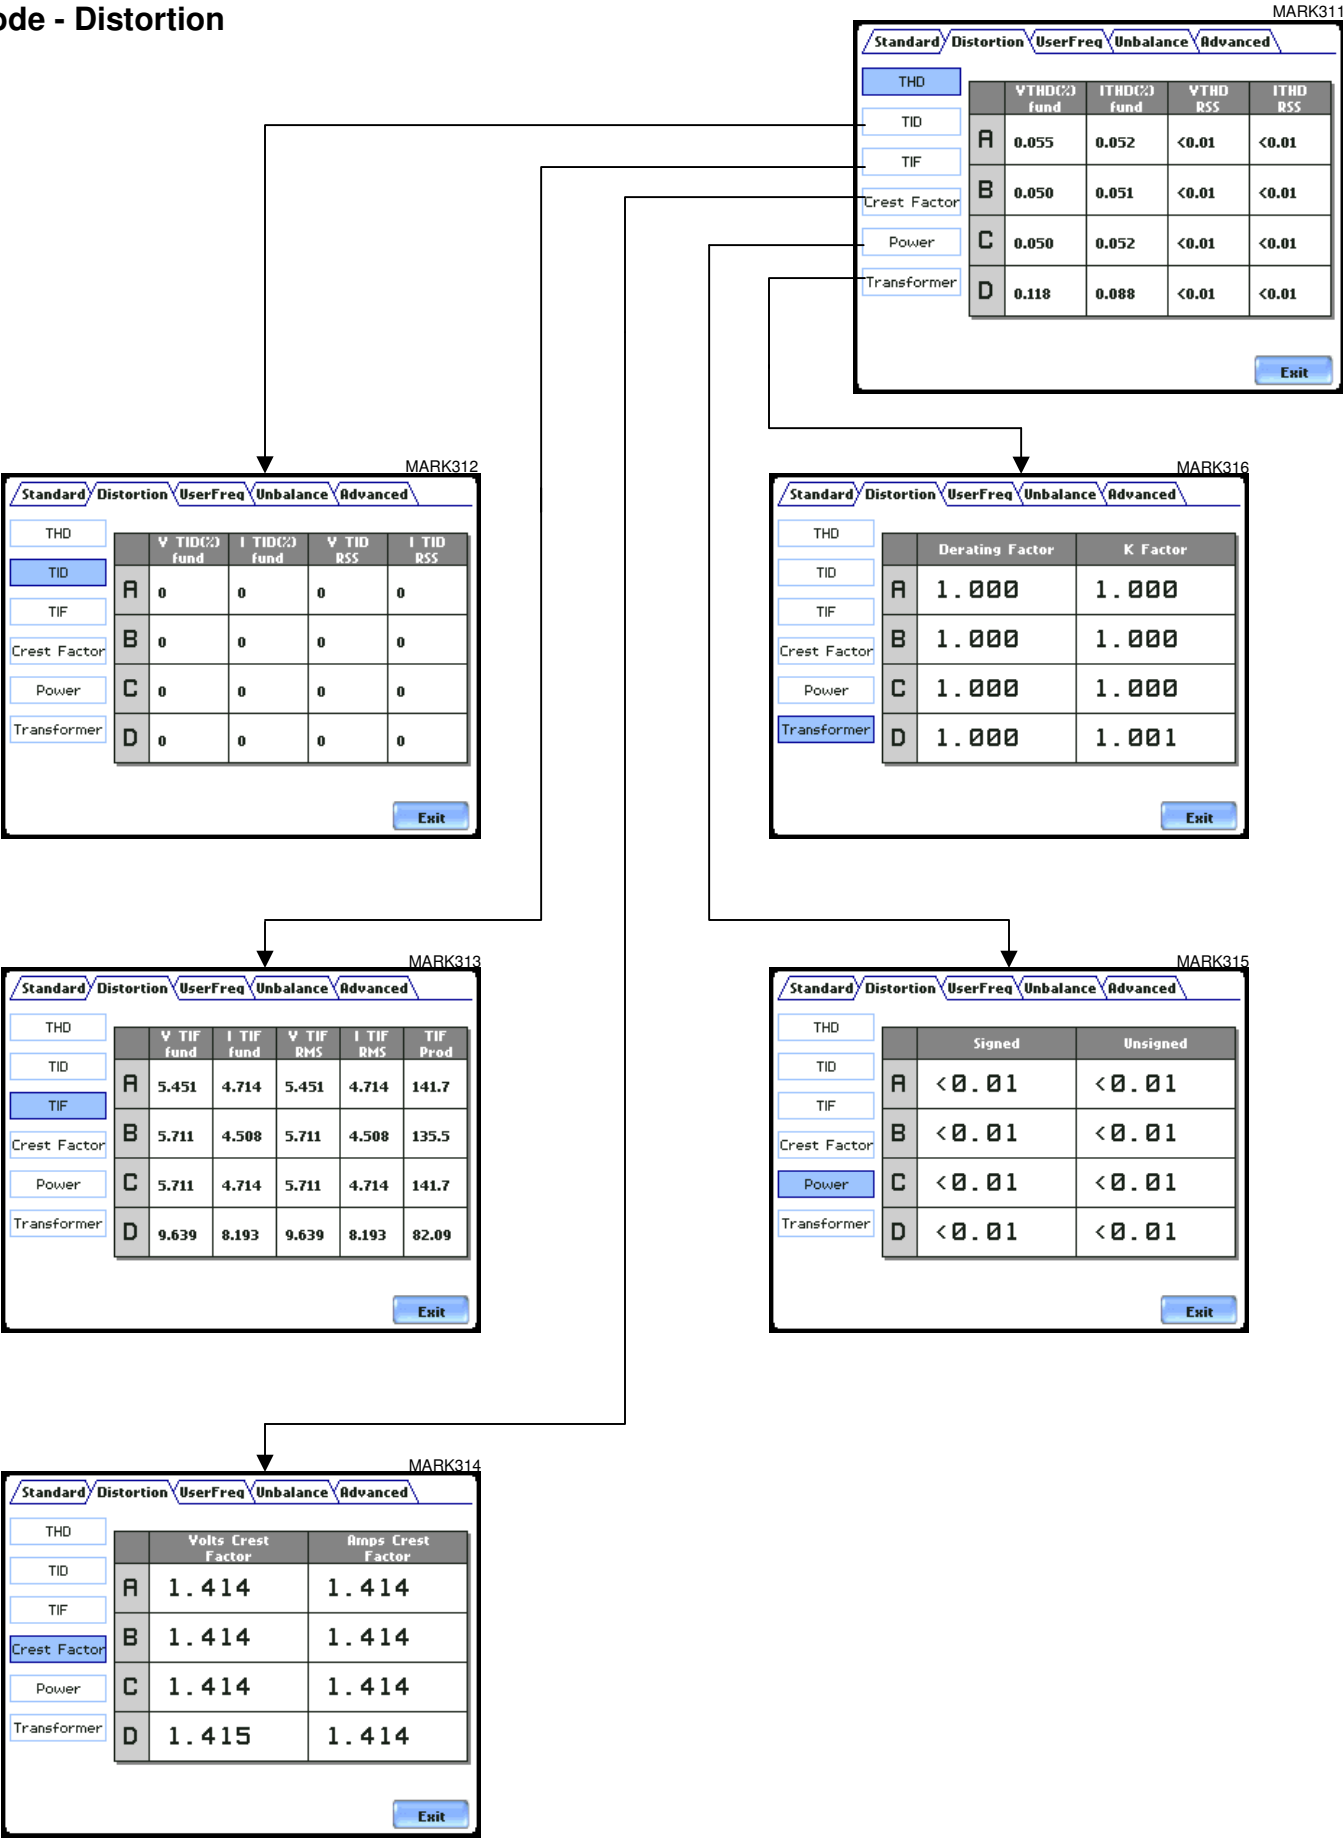 ode - Distortion
MARK311
Standard Distortion UserFreq Unbalance Advanced
THD
TID
TIF
Crest Factor
Power
Transformer
VTHD(%) fund ITHD(%) fund VTHD RSS ITHD RSS
A 0.055 0.052 <0.01 <0.01
B 0.050 0.051 <0.01 <0.01
C 0.050 0.052 <0.01 <0.01
D 0.118 0.088 <0.01 <0.01
Exit
MARK312
Standard Distortion UserFreq Unbalance Advanced
THD
TID
TIF
Crest Factor
Power
Transformer
V TID(%) fund I TID(%) fund V TID RSS I TID RSS
A 0 0 0 0
B 0 0 0 0
C 0 0 0 0
D 0 0 0 0
Exit
MARK316
Standard Distortion UserFreq Unbalance Advanced
THD
TID
TIF
Crest Factor
Power
Transformer
Derating Factor K Factor
A 1.000 1.000
B 1.000 1.000
C 1.000 1.000
D 1.000 1.001
Exit
MARK313
Standard Distortion UserFreq Unbalance Advanced
THD
TID
TIF
Crest Factor
Power
Transformer
V TIF fund I TIF fund V TIF RMS I TIF RMS TIF Prod
A 5.451 4.714 5.451 4.714 141.7
B 5.711 4.508 5.711 4.508 135.5
C 5.711 4.714 5.711 4.714 141.7
D 9.639 8.193 9.639 8.193 82.09
Exit
MARK315
Standard Distortion UserFreq Unbalance Advanced
THD
TID
TIF
Crest Factor
Power
Transformer
Signed Unsigned
A <0.01 <0.01
B <0.01 <0.01
C <0.01 <0.01
D <0.01 <0.01
Exit
MARK314
Standard Distortion UserFreq Unbalance Advanced
THD
TID
TIF
Crest Factor
Power
Transformer
Volts Crest Factor Amps Crest Factor
A 1.414 1.414
B 1.414 1.414
C 1.414 1.414
D 1.415 1.414
Exit